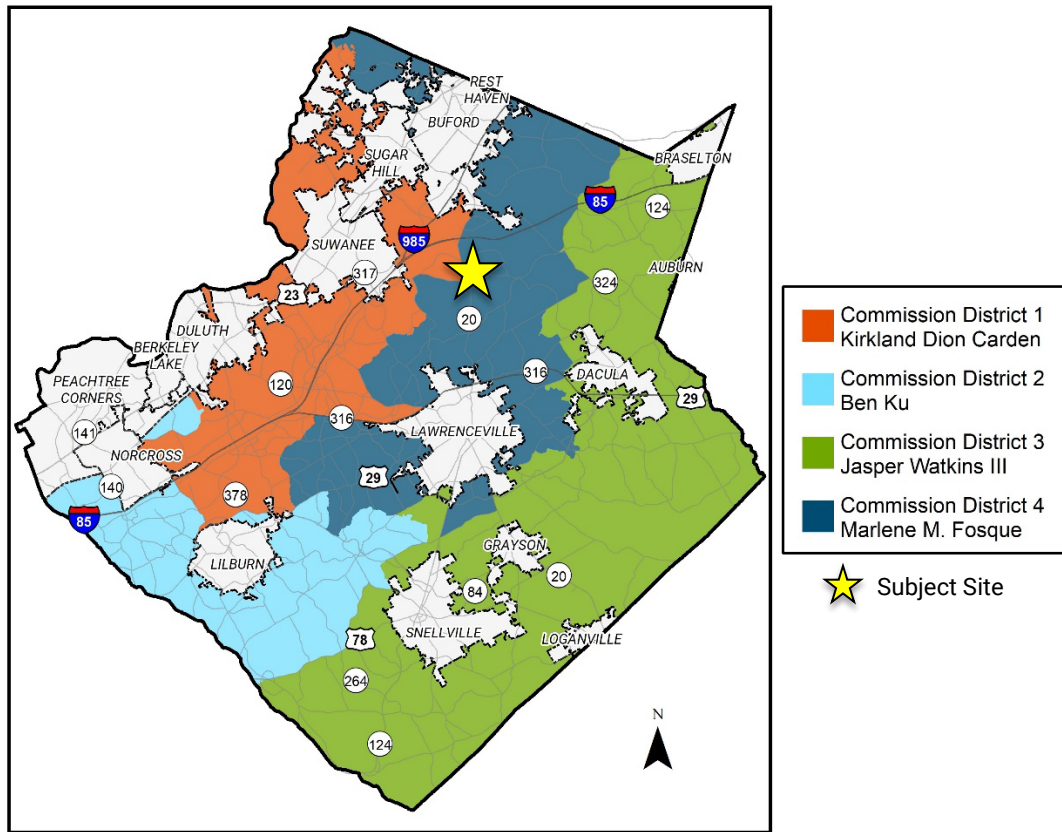 REST
HAVEN
BUFORD
BRASELTON
SUGAR
HILL
85
124
SUWANEE
985
AUBURN
317
324
23
20
DULUTH
BERKELEY
LAKE
PEACHTREE
CORNERS
120
316
DACULA
29
316
LAWRENCEVILLE
141
NORCROSS
29
140
378
85
GRAYSON
LILBURN
20
84
SNELLVILLE
LOGANVILLE
78
264
124
N
Commission District 1
Kirkland Dion Carden
Commission District 2
Ben Ku
Commission District 3
Jasper Watkins III
Commission District 4
Marlene M. Fosque
Subject Site